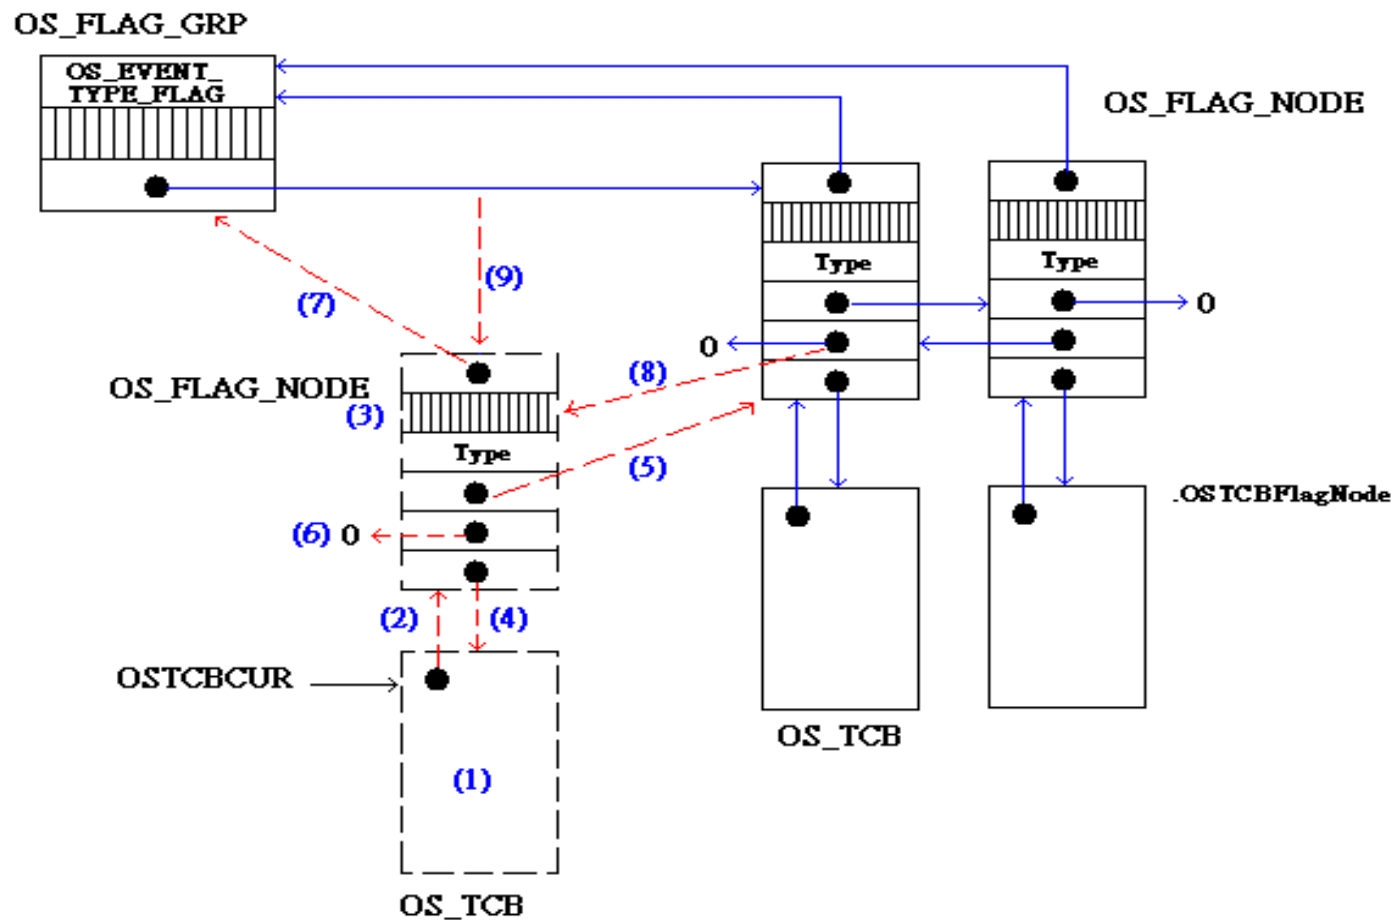 OS_FLAG_GRP
OS_EVENT_
TYPE_FLAG
OS_FLAG_NODE
Type
Type
(9)
(7)
0
0
(8)
OS_FLAG_NODE
(3)
Type
(5)
.OSTCBFlagNode
(6) 0
(2)
(4)
OSTCBCUR
OS_TCB
(1)
OS_TCB